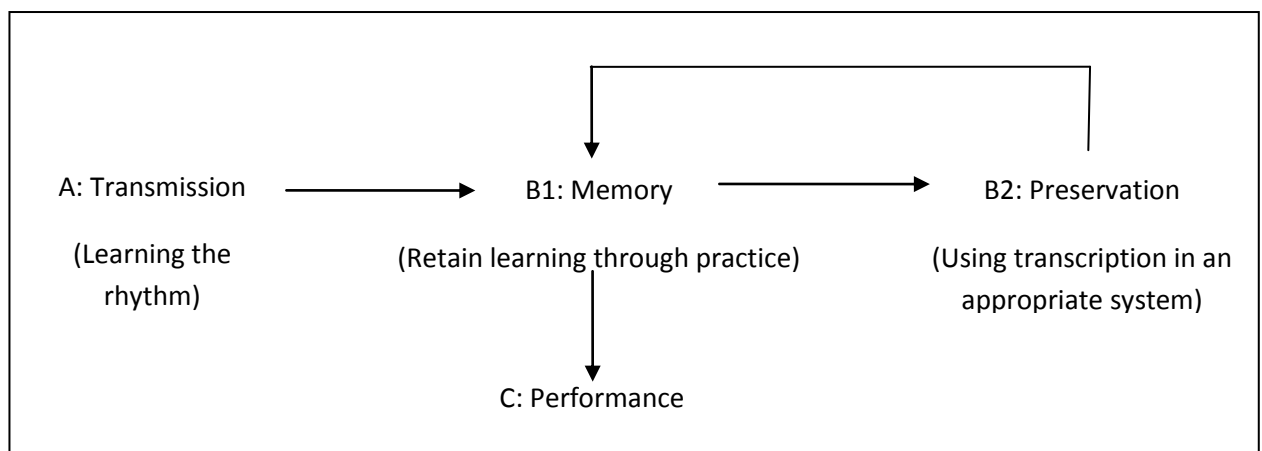 A: Transmission
(Learning the
rhythm)
B1: Memory
(Retain learning through practice)
B2: Preservation
(Using transcription in an
appropriate system)
C: Performance